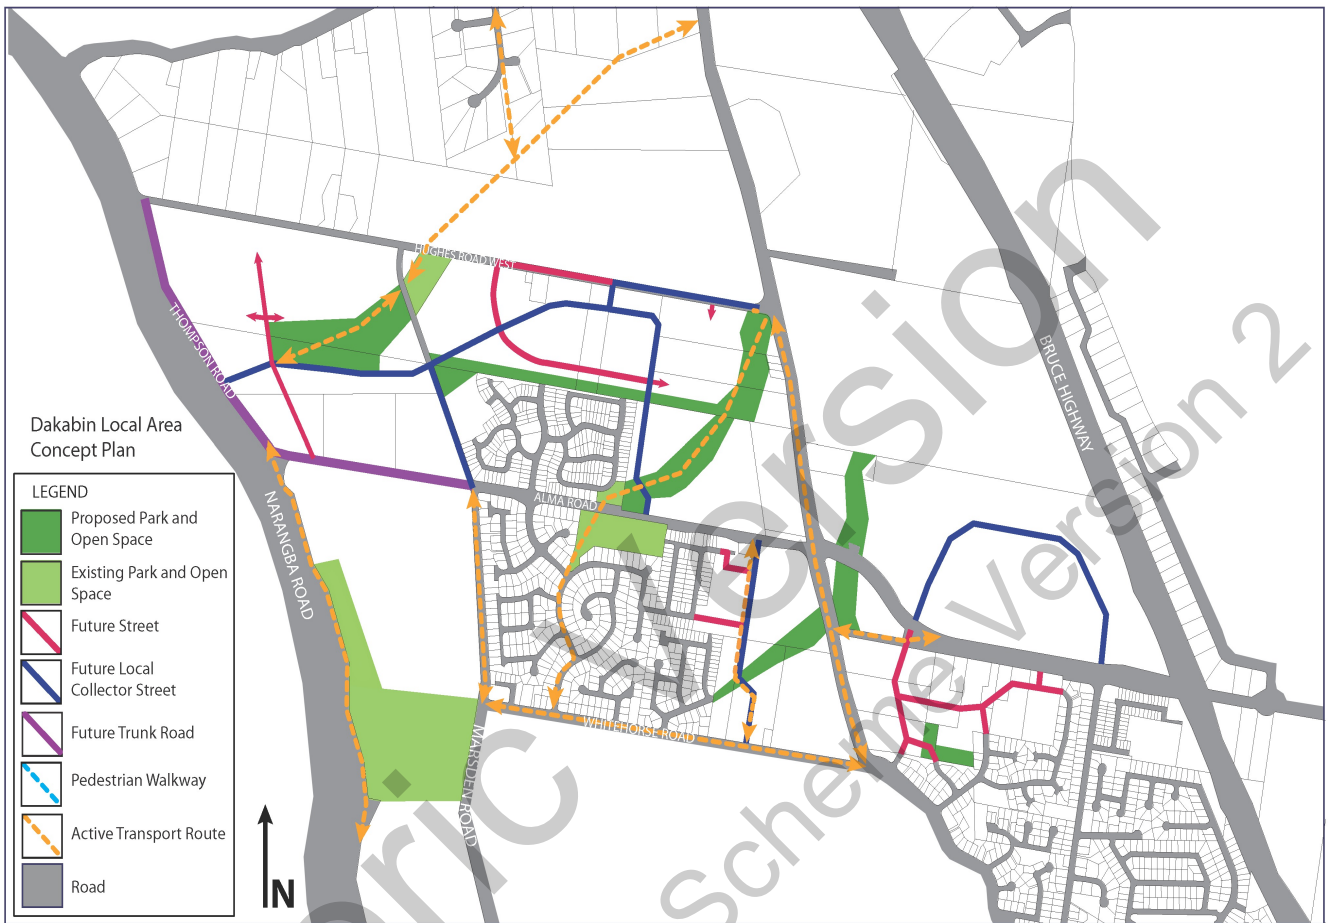 HUGHES ROAD WEST
THOMPSON ROAD
BRUCE HIGHWAY
Dakabin Local Area
Concept Plan
LEGEND
Proposed Park and
Open Space
Existing Park and Open
Space
Future Street
Future Local
Collector Street
Future Trunk Road
Pedestrian Walkway
Active Transport Route
Road
NARANGBA ROAD
ALMA ROAD
WHITEHORSE ROAD
MARSDEN ROAD
N
ric Version
Scheme Version 2